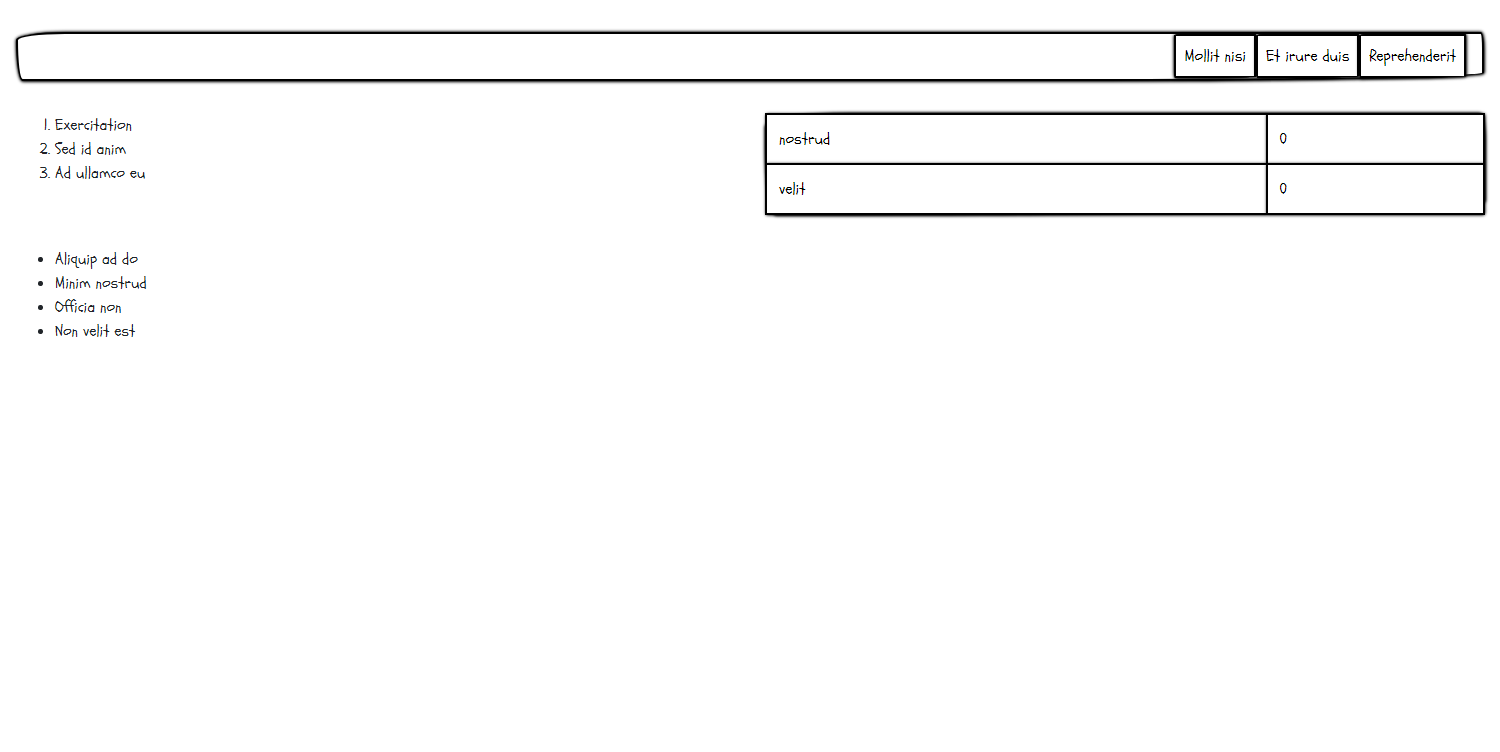 Mollit nisi Et irure duis Reprehenderit
1. Exercitation
2. Sed id anim
3. Ad ullamco eu
nostrud 0
velit 0
• Aliquip ad do
• Minim nostrud
• Officia non
• Non velit est